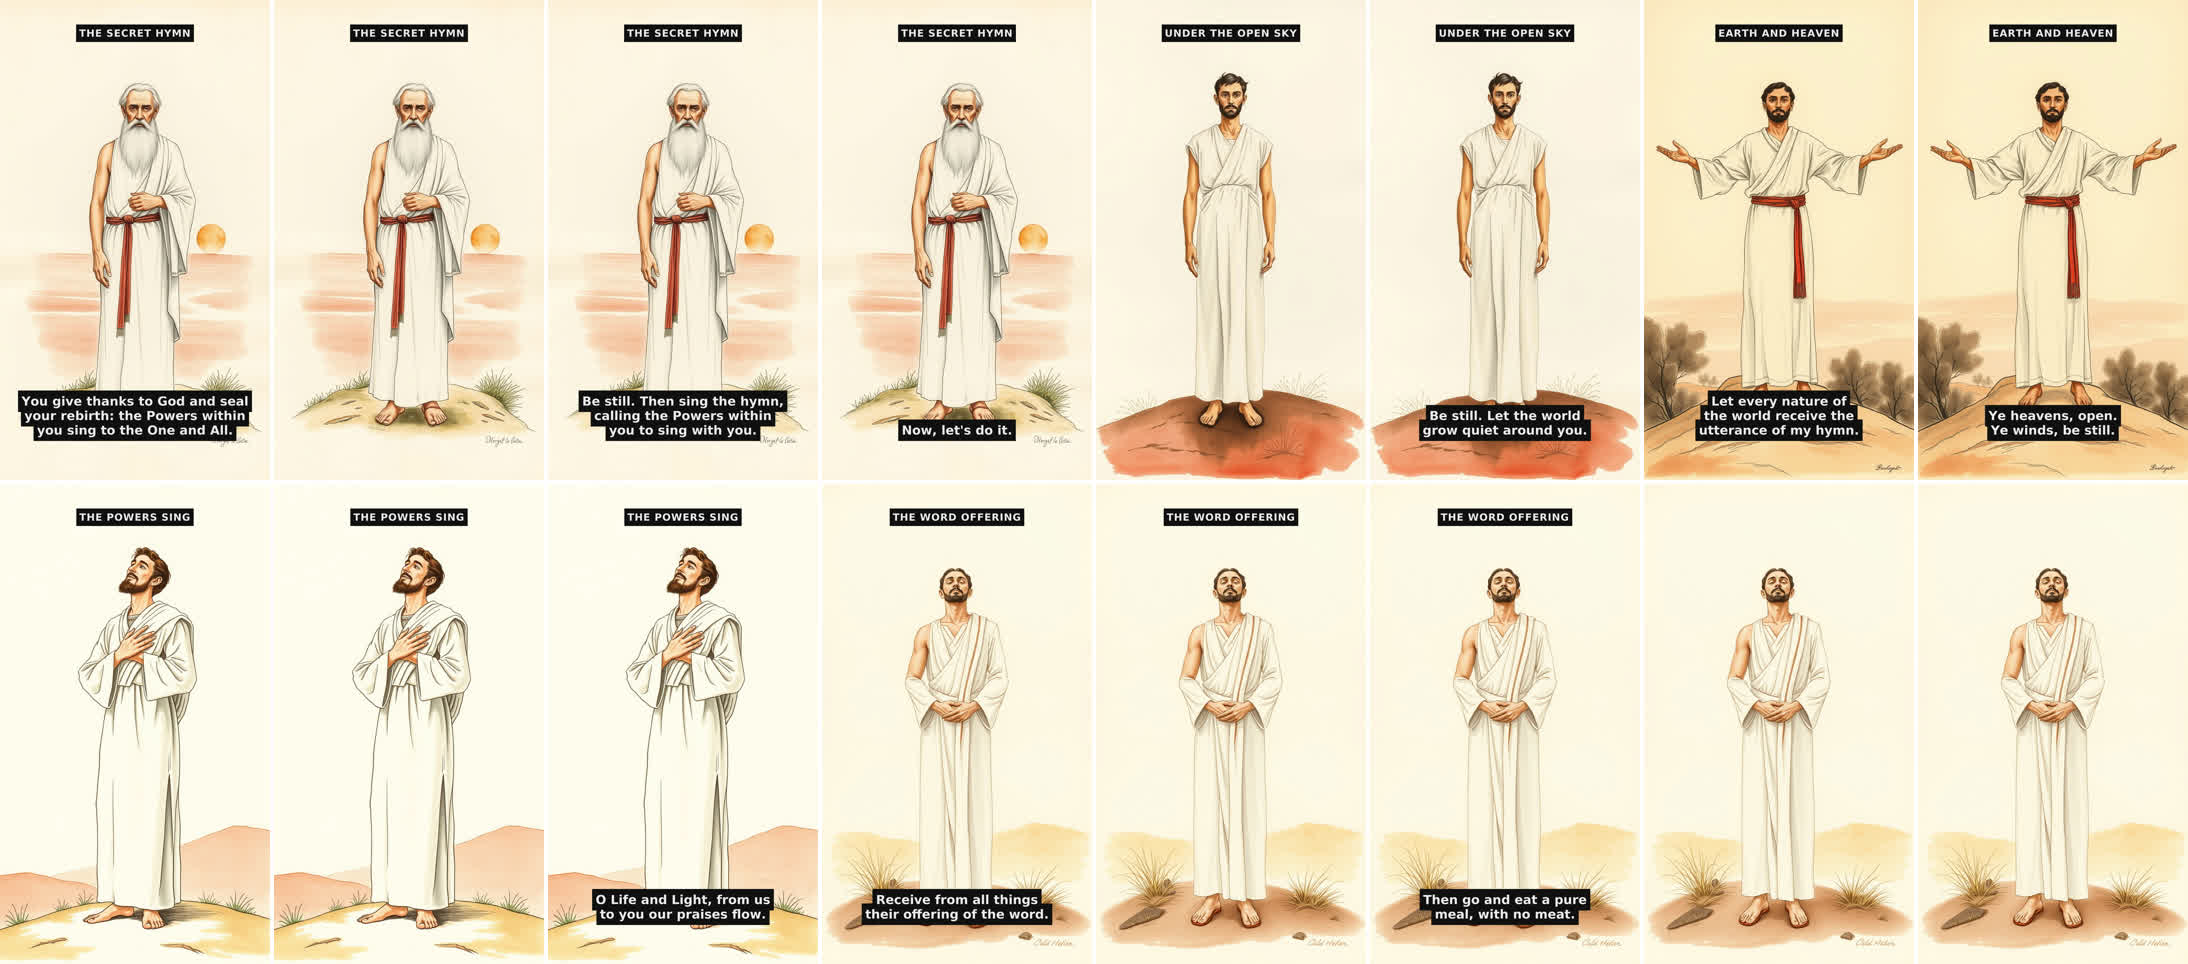 THE SECRET HYMN
You give thanks to God and seal
your rebirth: the Powers within
you sing to the One and All.
THE SECRET HYMN
THE SECRET HYMN
Be still. Then sing the hymn,
calling the Powers within
you to sing with you.
THE SECRET HYMN
Now, let's do it.
UNDER THE OPEN SKY
UNDER THE OPEN SKY
Be still. Let the world
grow quiet around you.
EARTH AND HEAVEN
Let every nature of
the world receive the
utterance of my hymn.
EARTH AND HEAVEN
Ye heavens, open.
Ye winds, be still.
THE POWERS SING
THE POWERS SING
THE POWERS SING
O Life and Light, from us
to you our praises flow.
THE WORD OFFERING
Receive from all things
their offering of the word.
THE WORD OFFERING
THE WORD OFFERING
Then go and eat a pure
meal, with no meat.